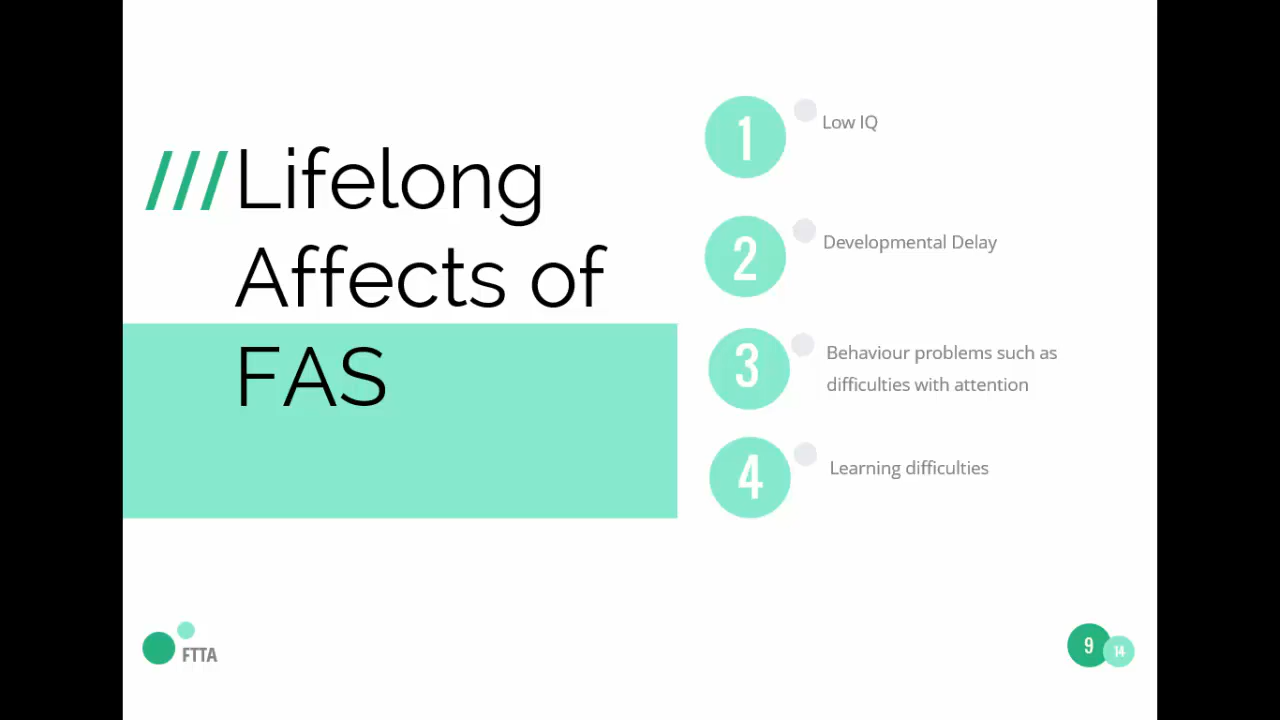 ///Lifelong
Affects of
FAS
1
Low IQ
2
Developmental Delay
3
Behaviour problems such as
difficulties with attention
4
Learning difficulties
FTTA
9
14